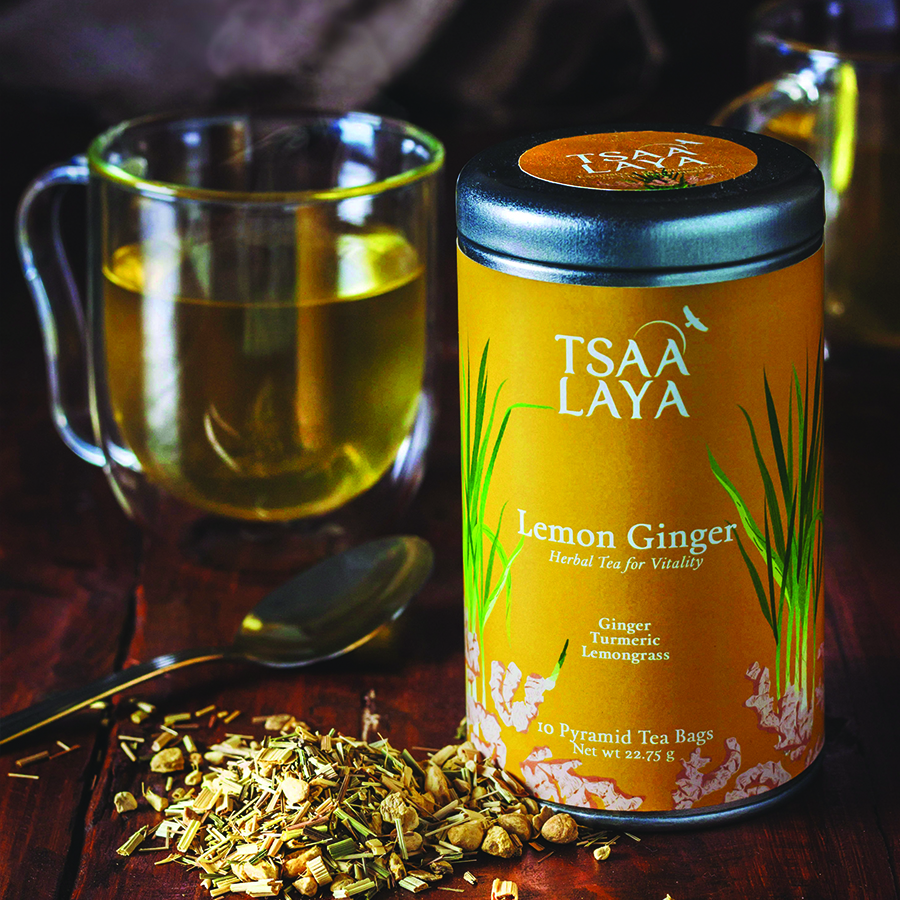 TSAA
LAYA
TSAA
LAYA
Lemon Ginger
Herbal Tea for Vitality
Ginger
Turmeric
Lemongrass
10 Pyramid Tea Bags
Net wt 22.75 g